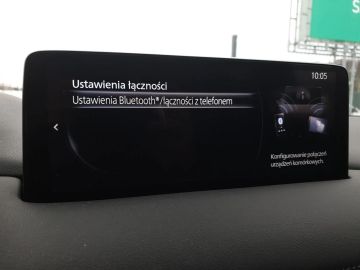 S
Ustawienia łączności
10:05
Ustawienia Bluetooth®/łączności z telefonem
Konfigurowanie połączeń
urządzeń komórkowych.